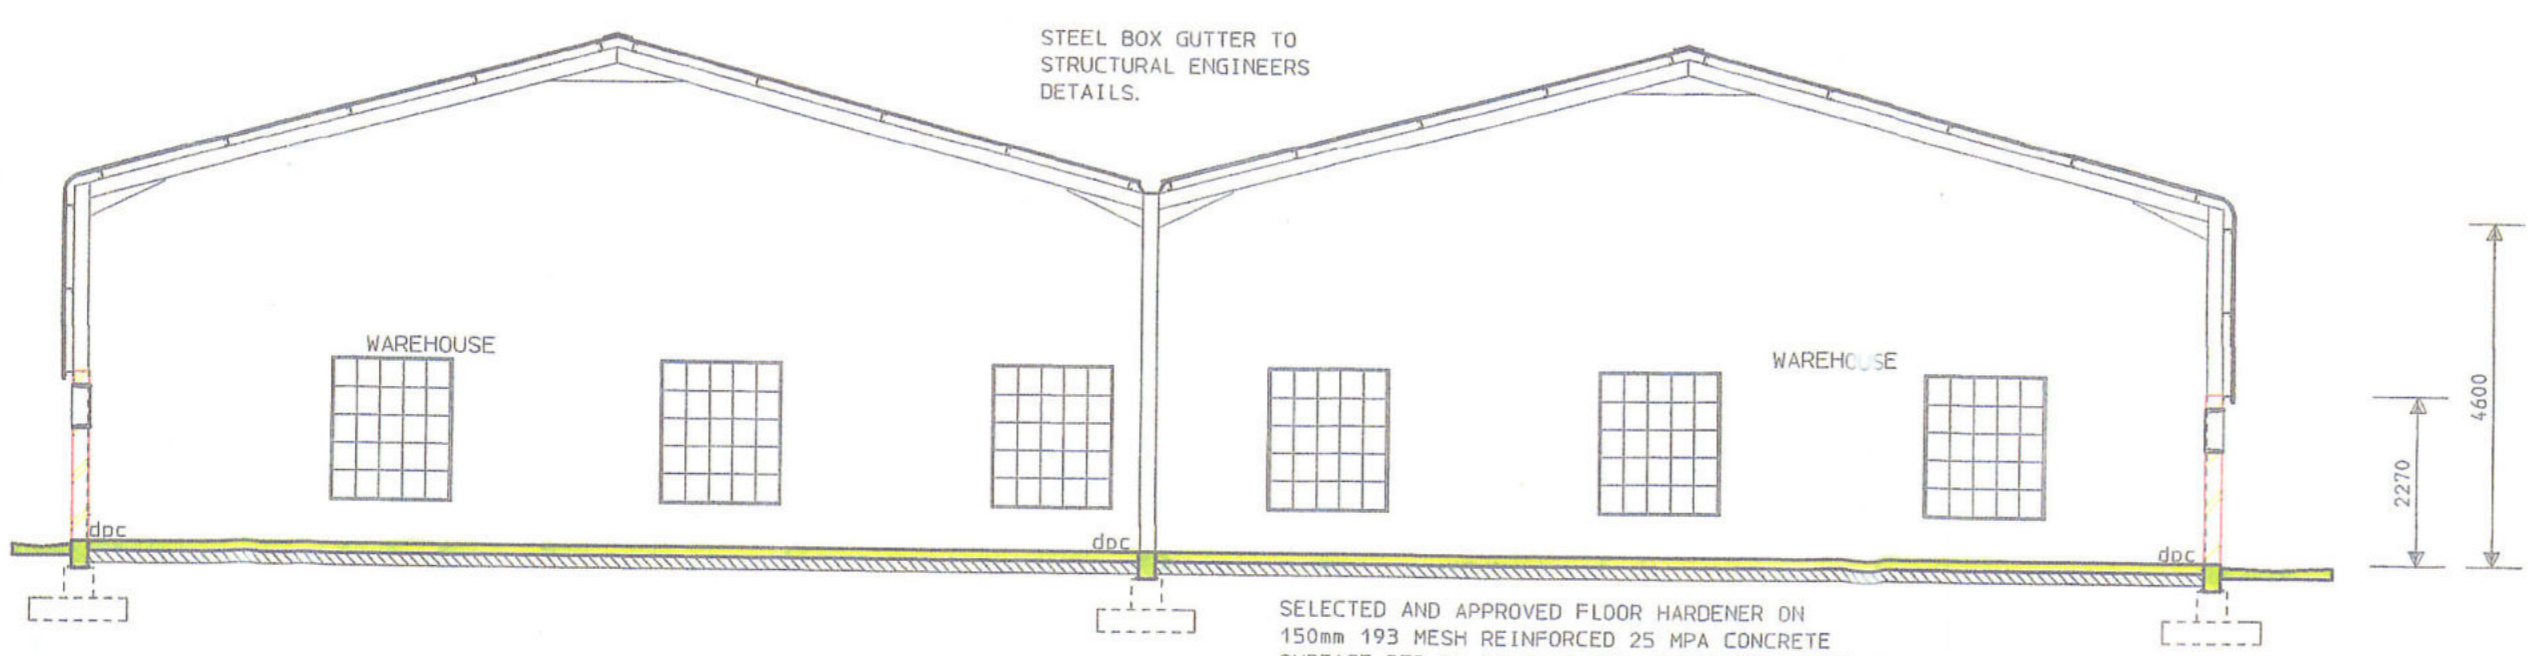 STEEL BOX GUTTER TO
STRUCTURAL ENGINEERS
DETAILS.
WAREHOUSE
WAREHOUSE
4600
2270
dpc
dpc
dpc
SELECTED AND APPROVED FLOOR HARDENER ON
150mm 193 MESH REINFORCED 25 MPA CONCRETE